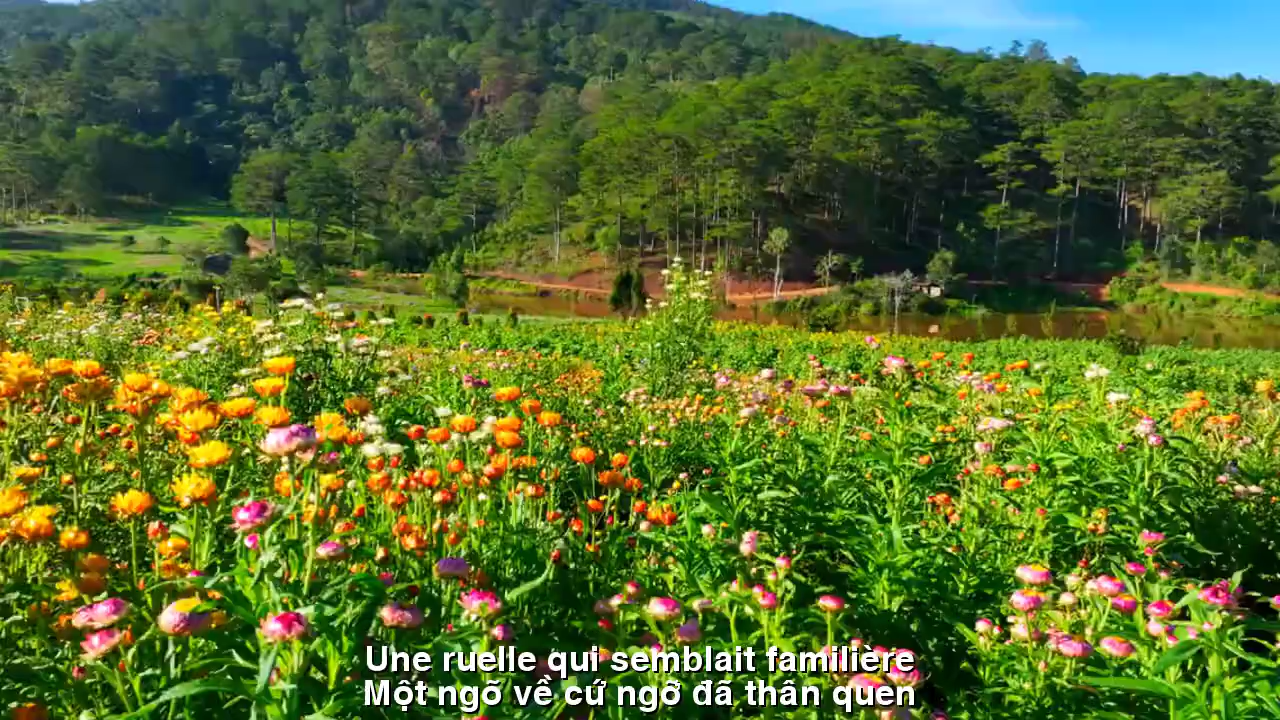 Une ruelle qui semblait familière
Một ngõ về cứ ngỡ đã thân quen